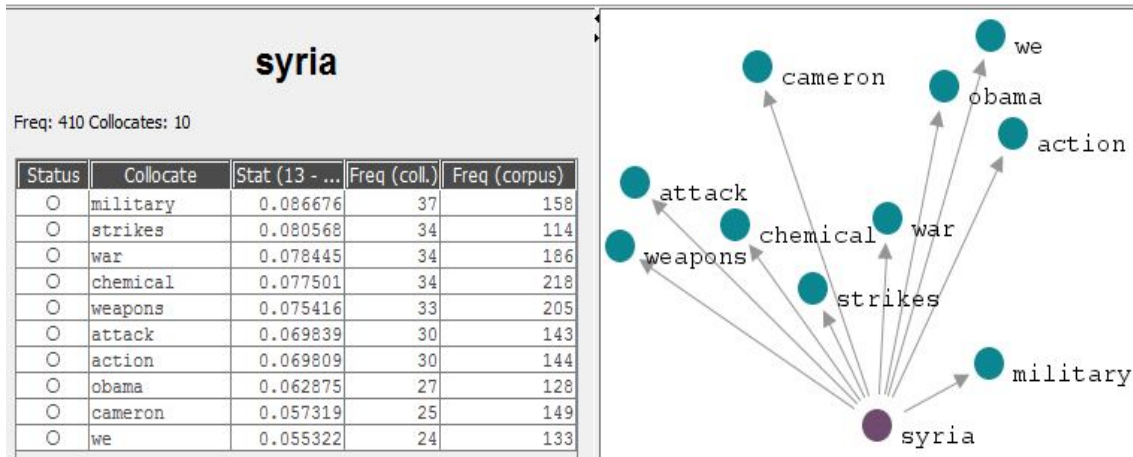 syria
Freq: 410 Collocates: 10
Status Collocate Stat (13 - ... Freq (coll.) Freq (corpus)
military 0.086676 37 158
strikes 0.080568 34 114
war 0.078445 34 186
chemical 0.077501 34 218
weapons 0.075416 33 205
attack 0.069839 30 143
action 0.069809 30 144
obama 0.062875 27 128
cameron 0.057319 25 149
we 0.055322 24 133
we
cameron
obama
action
attack
chemical
war
weapons
strikes
military
syria